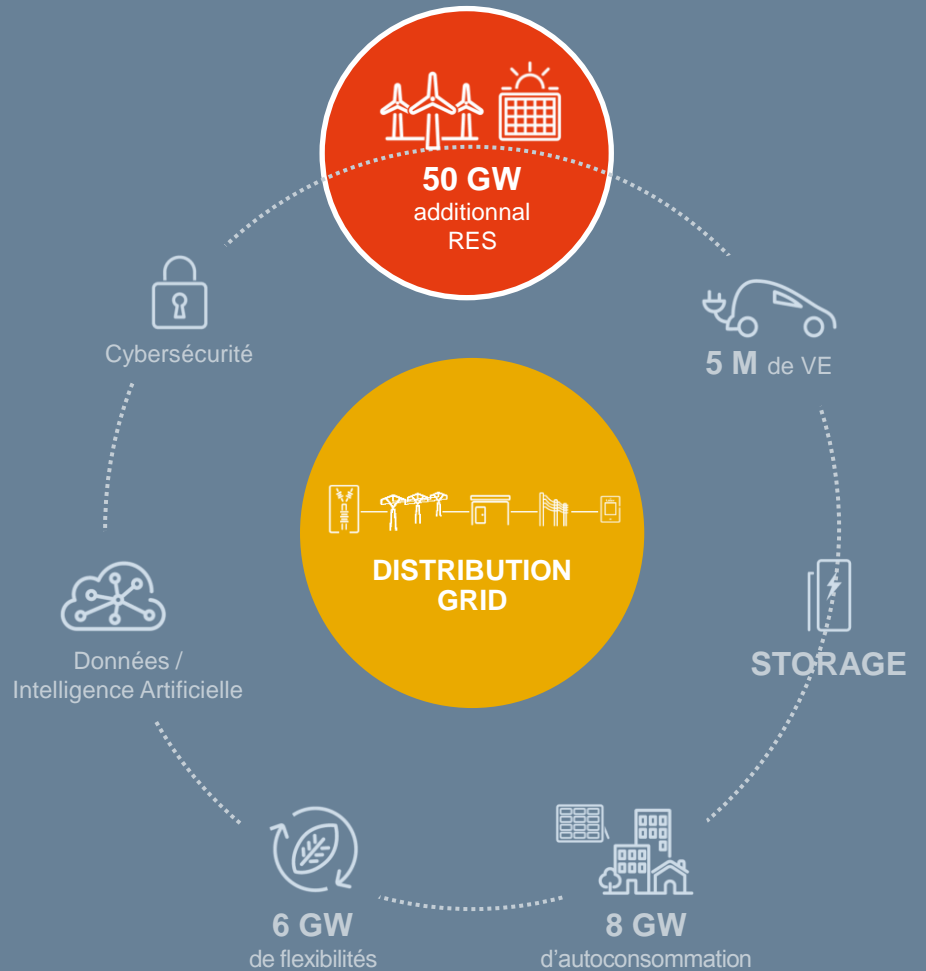 50 GW
additionnal
RES
Cybersécurité
5 M de VE
DISTRIBUTION
GRID
Données /
Intelligence Artificielle
STORAGE
6 GW
de flexibilités
8 GW
d'autoconsommation